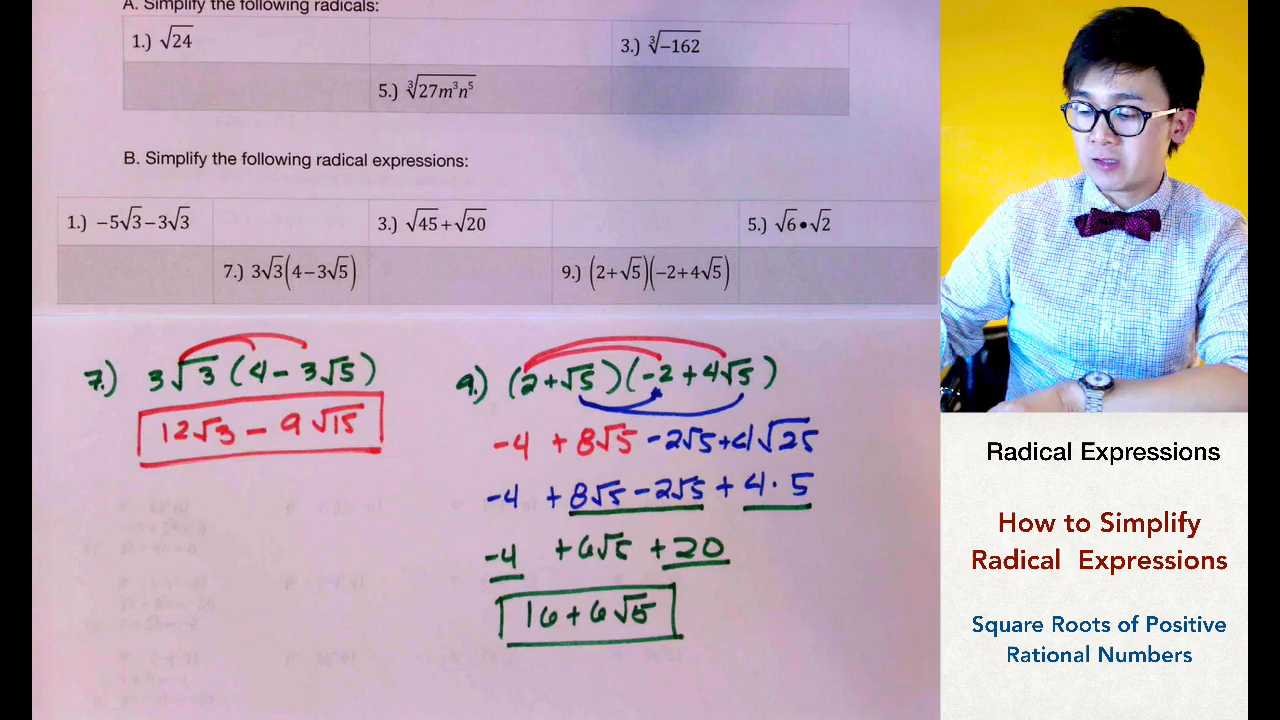 A. Simplify the following radicals:
1.) √24 3.) ∛−162
5.) ∛27m³n⁵
B. Simplify the following radical expressions:
1.) −5√3−3√3 3.) √45+√20 5.) √6•√2
7.) 3√3(4−3√5) 9.) (2+√5)(−2+4√5)
7.) 3√3 (4 − 3√5)
12√3 − 9√15
9.) (2+√5)(-2+4√5)
-4 +8√5 -2√5+4√25
-4 +8√5-2√5 + 4·5
-4 +6√5 +20
16+6√5
Radical Expressions
How to Simplify
Radical Expressions
Square Roots of Positive
Rational Numbers